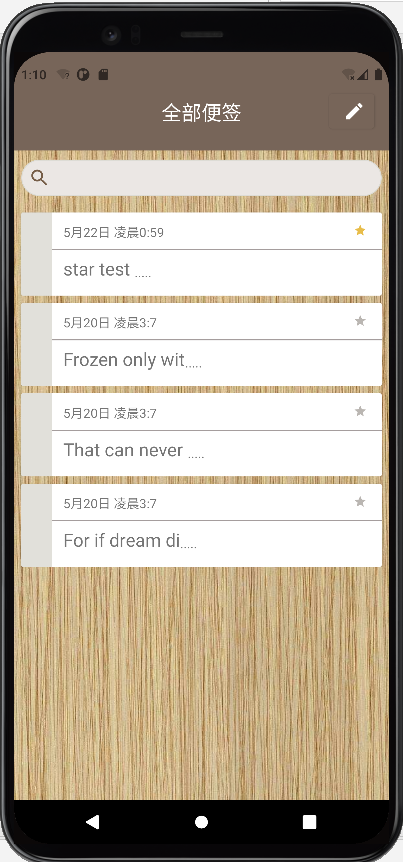 1:10
全部便签
5月22日 凌晨0:59
star test .....
5月20日 凌晨3:7
Frozen only wit.....
5月20日 凌晨3:7
That can never .....
5月20日 凌晨3:7
For if dream di.....